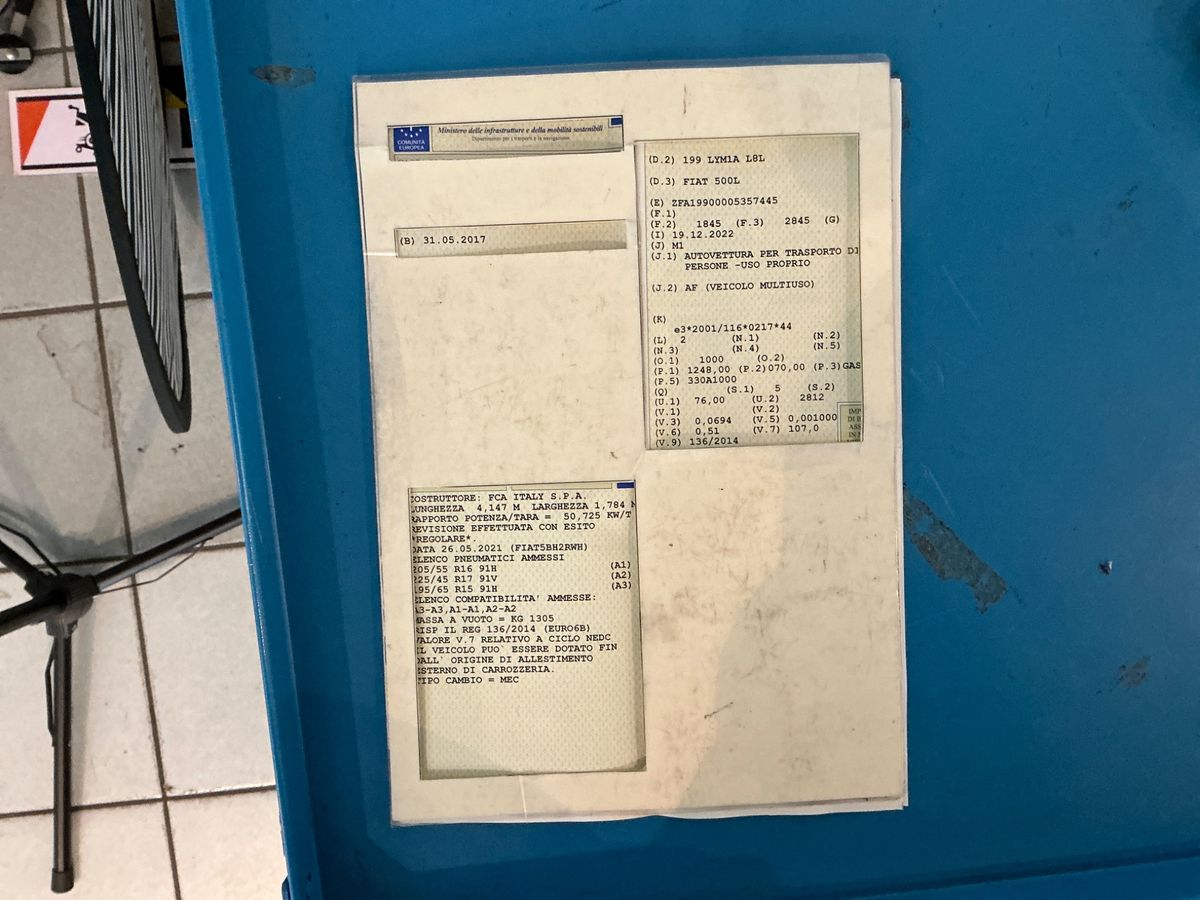 COMUNITÀ
EUROPEA
Ministero delle infrastrutture e della mobilità sostenibili
Dipartimento per i trasporti e la navigazione
(B) 31.05.2017
(D.2) 199 LYM1A L8L
(D.3) FIAT 500L
(E) ZFA19900005357445
(F.1)
(F.2) 1845 (F.3) 2845 (G)
(I) 19.12.2022
(J) M1
(J.1) AUTOVETTURA PER TRASPORTO DI
PERSONE -USO PROPRIO
(J.2) AF (VEICOLO MULTIUSO)
(K)
e3*2001/116*0217*44
(L) 2 (N.1) (N.2)
(N.3) (N.4) (N.5)
(O.1) 1000 (O.2)
(P.1) 1248,00 (P.2)070,00 (P.3)GAS
(P.5) 330A1000
(Q) (S.1) 5 (S.2)
(U.1) 76,00 (U.2) 2812
(V.1) (V.2)
(V.3) 0,0694 (V.5) 0,001000
(V.6) 0,51 (V.7) 107,0
(V.9) 136/2014
IMP
DI B
ASS
COSTRUTTORE: FCA ITALY S.P.A.
LUNGHEZZA 4,147 M LARGHEZZA 1,784 M
RAPPORTO POTENZA/TARA = 50,725 KW/T
REVISIONE EFFETTUATA CON ESITO
*REGOLARE*.
DATA 26.05.2021 (FIAT5BH2RWH)
ELENCO PNEUMATICI AMMESSI
205/55 R16 91H (A1)
225/45 R17 91V (A2)
195/65 R15 91H (A3)
ELENCO COMPATIBILITA' AMMESSE:
A3-A3,A1-A1,A2-A2
MASSA A VUOTO = KG 1305
RISP IL REG 136/2014 (EURO6B)
VALORE V.7 RELATIVO A CICLO NEDC
IL VEICOLO PUO` ESSERE DOTATO FIN
DALL` ORIGINE DI ALLESTIMENTO
ESTERNO DI CARROZZERIA.
TIPO CAMBIO = MEC